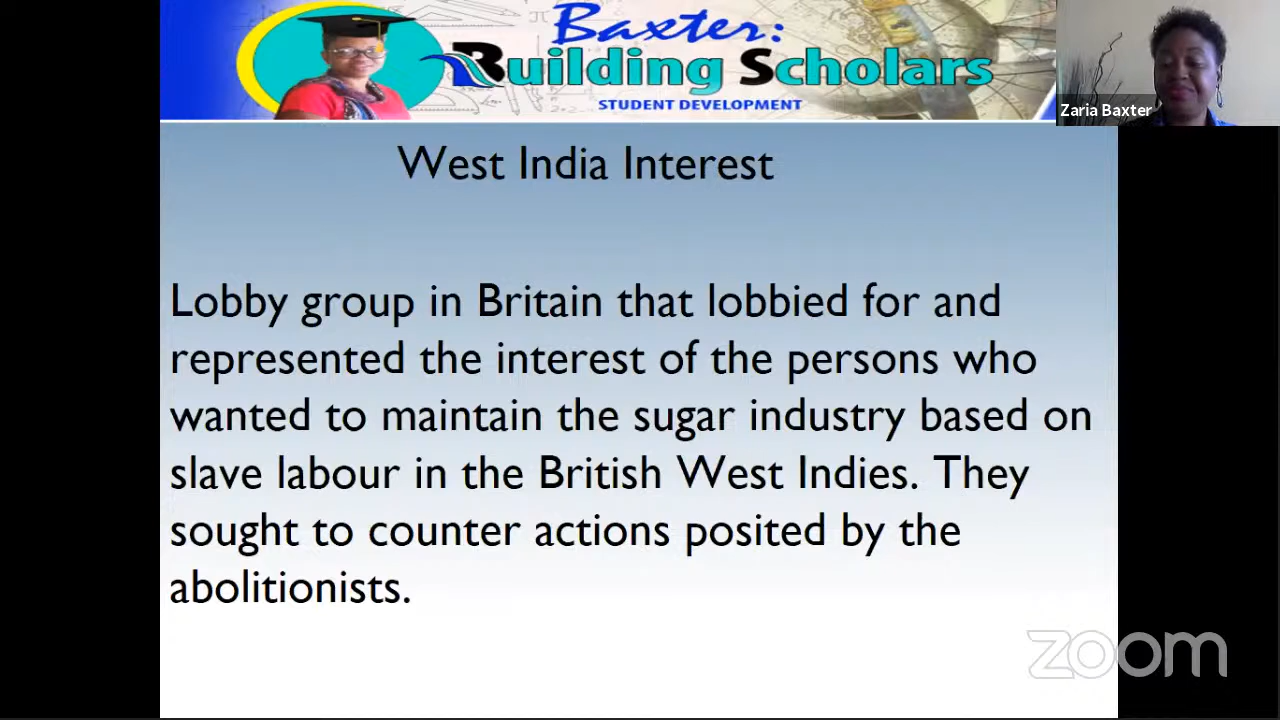 Baxter:
Building Scholars
STUDENT DEVELOPMENT
Zaria Baxter
West India Interest
Lobby group in Britain that lobbied for and
represented the interest of the persons who
wanted to maintain the sugar industry based on
slave labour in the British West Indies. They
sought to counter actions posited by the
abolitionists.
zoom